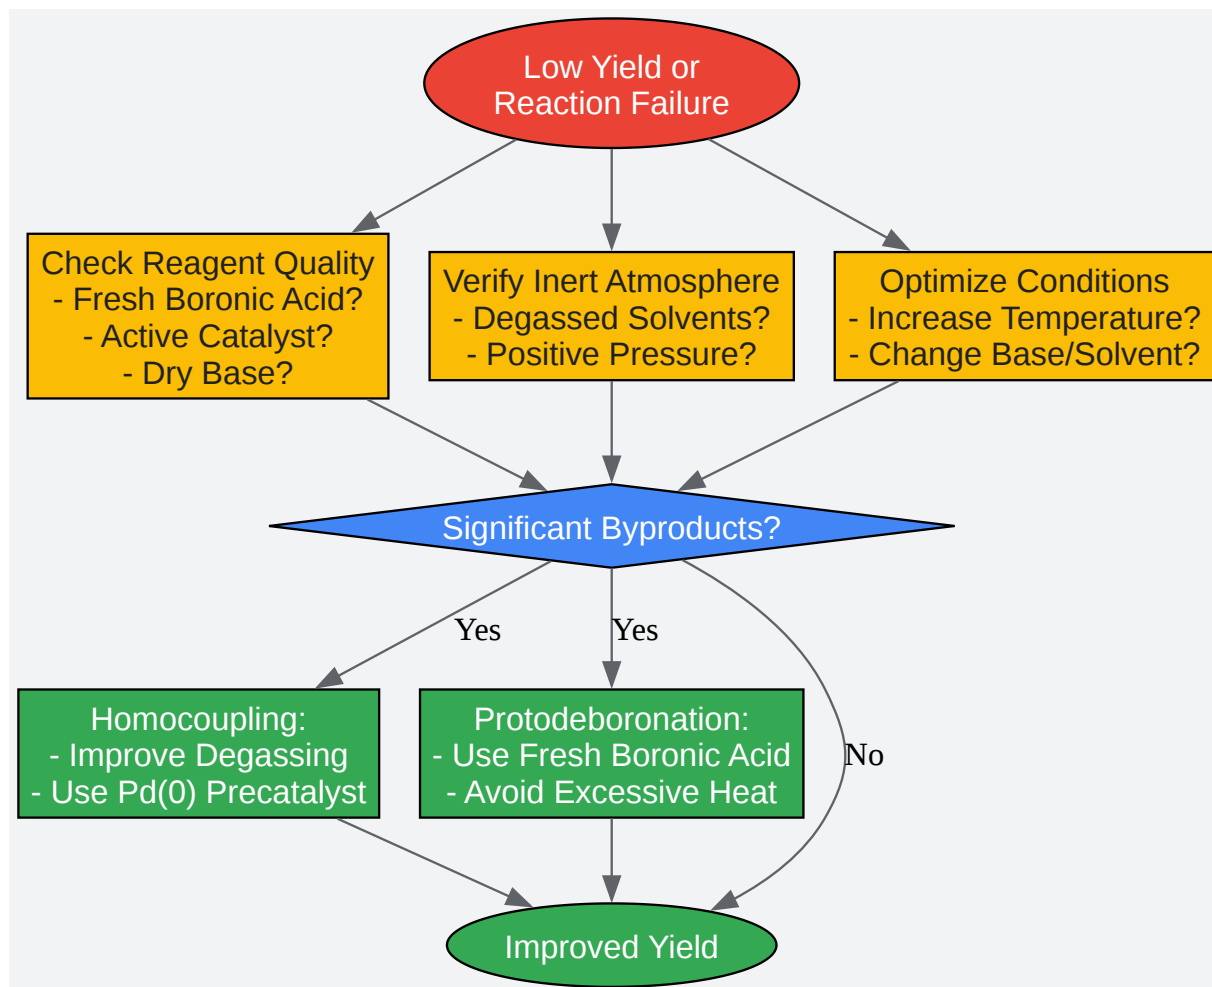 Low Yield or
Reaction Failure
Check Reagent Quality
- Fresh Boronic Acid?
- Active Catalyst?
- Dry Base?
Verify Inert Atmosphere
- Degassed Solvents?
- Positive Pressure?
Optimize Conditions
- Increase Temperature?
- Change Base/Solvent?
Significant Byproducts?
Yes
Yes
No
Homocoupling:
- Improve Degassing
- Use Pd(0) Precatalyst
Protodeboronation:
- Use Fresh Boronic Acid
- Avoid Excessive Heat
Improved Yield